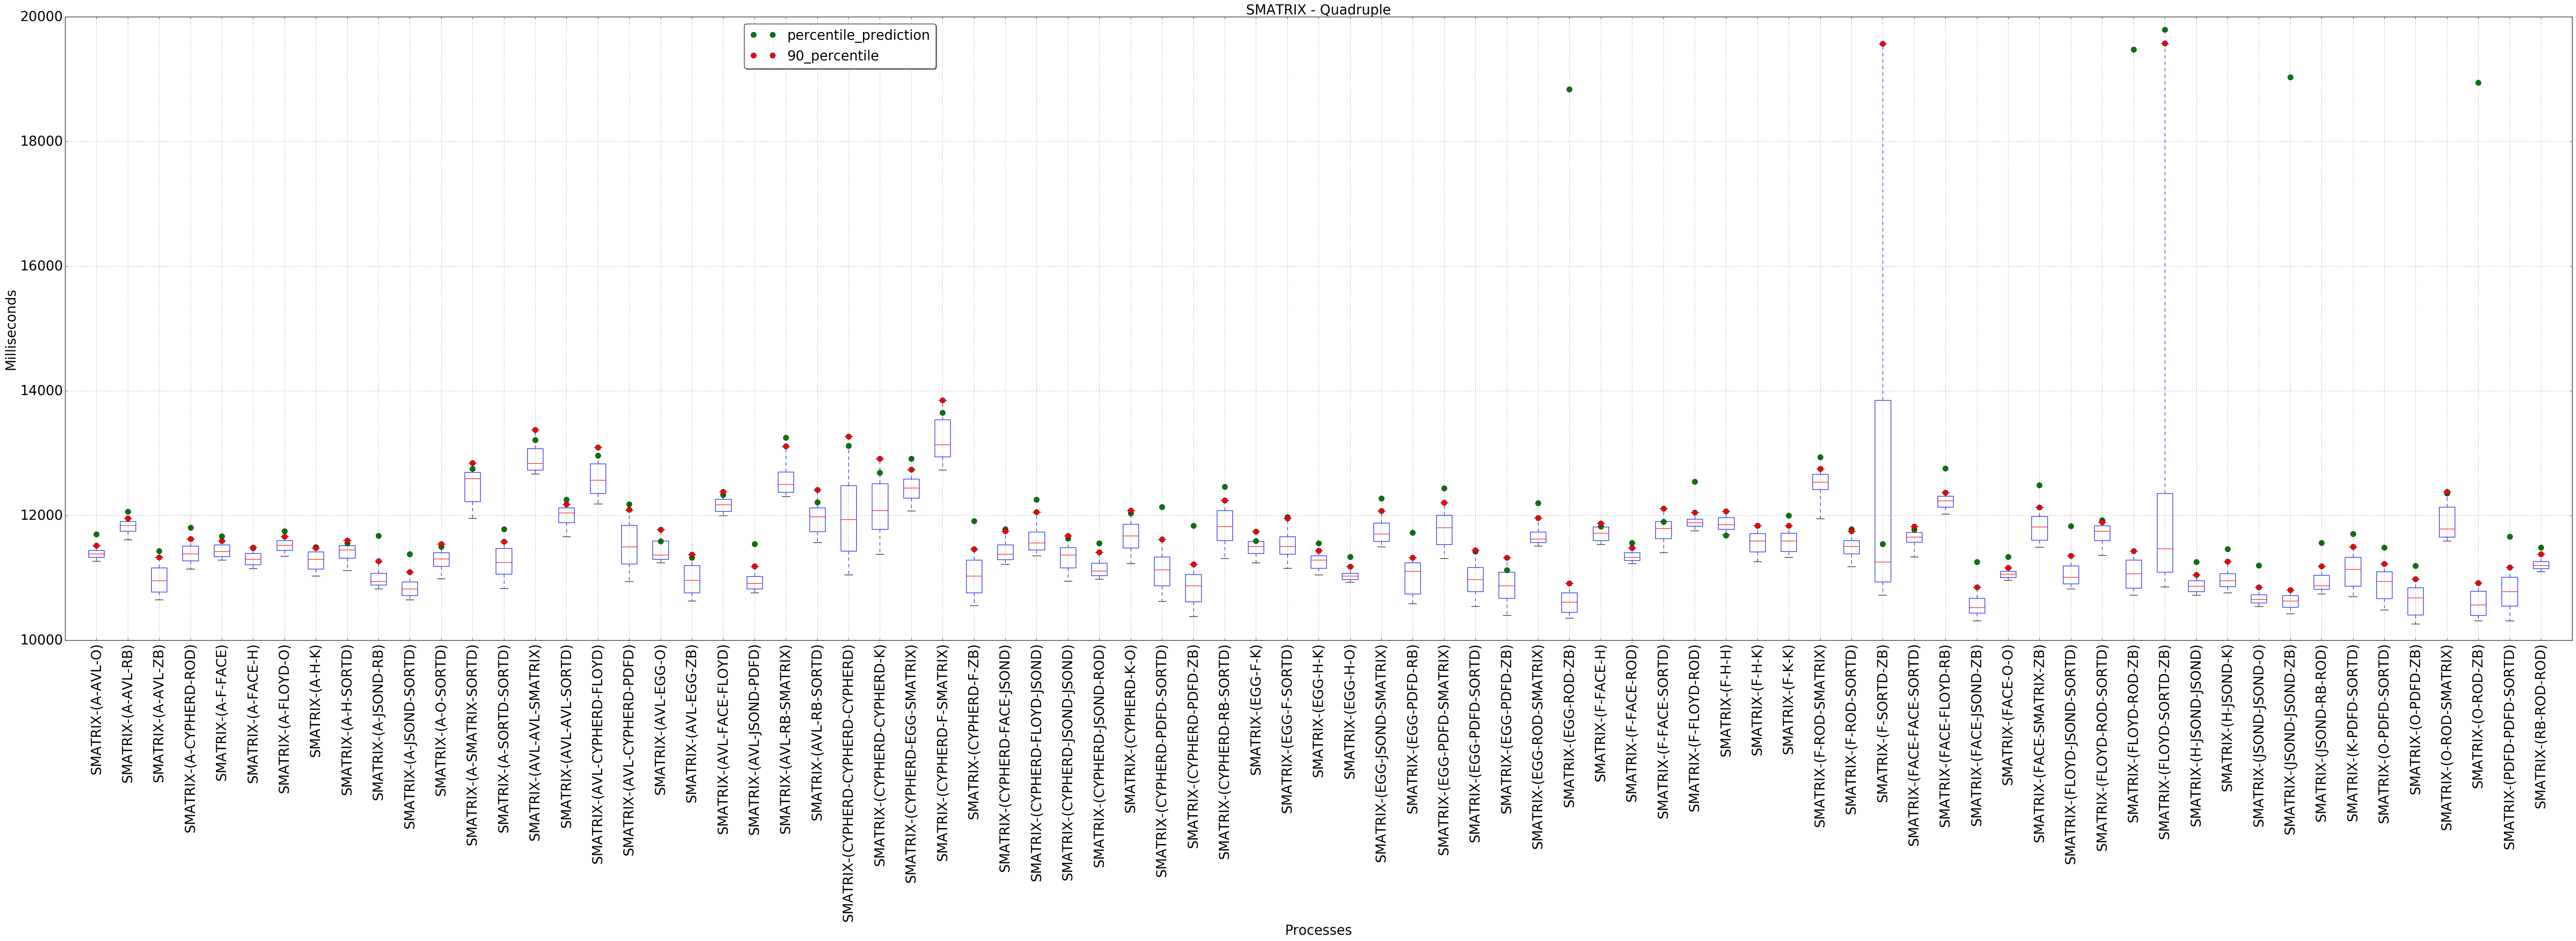 SMATRIX - Quadruple
percentile_prediction
90_percentile
20000
18000
16000
14000
12000
10000
Milliseconds
SMATRIX-(A-AVL-O)
SMATRIX-(A-AVL-RB)
SMATRIX-(A-AVL-ZB)
SMATRIX-(A-CYPHERD-ROD)
SMATRIX-(A-F-FACE)
SMATRIX-(A-FACE-H)
SMATRIX-(A-FLOYD-O)
SMATRIX-(A-H-K)
SMATRIX-(A-H-SORTD)
SMATRIX-(A-JSOND-RB)
SMATRIX-(A-JSOND-SORTD)
SMATRIX-(A-O-SORTD)
SMATRIX-(A-SMATRIX-SORTD)
SMATRIX-(A-SORTD-SORTD)
SMATRIX-(AVL-AVL-SMATRIX)
SMATRIX-(AVL-AVL-SORTD)
SMATRIX-(AVL-CYPHERD-FLOYD)
SMATRIX-(AVL-CYPHERD-PDFD)
SMATRIX-(AVL-EGG-O)
SMATRIX-(AVL-EGG-ZB)
SMATRIX-(AVL-FACE-FLOYD)
SMATRIX-(AVL-JSOND-PDFD)
SMATRIX-(AVL-RB-SMATRIX)
SMATRIX-(AVL-RB-SORTD)
SMATRIX-(CYPHERD-CYPHERD-CYPHERD)
SMATRIX-(CYPHERD-CYPHERD-K)
SMATRIX-(CYPHERD-EGG-SMATRIX)
SMATRIX-(CYPHERD-F-SMATRIX)
SMATRIX-(CYPHERD-F-ZB)
SMATRIX-(CYPHERD-FACE-JSOND)
SMATRIX-(CYPHERD-FLOYD-JSOND)
SMATRIX-(CYPHERD-JSOND-JSOND)
SMATRIX-(CYPHERD-JSOND-ROD)
SMATRIX-(CYPHERD-K-O)
SMATRIX-(CYPHERD-PDFD-SORTD)
SMATRIX-(CYPHERD-PDFD-ZB)
SMATRIX-(CYPHERD-RB-SORTD)
SMATRIX-(EGG-F-K)
SMATRIX-(EGG-F-SORTD)
SMATRIX-(EGG-H-K)
SMATRIX-(EGG-H-O)
SMATRIX-(EGG-JSOND-SMATRIX)
SMATRIX-(EGG-PDFD-RB)
SMATRIX-(EGG-PDFD-SMATRIX)
SMATRIX-(EGG-PDFD-SORTD)
SMATRIX-(EGG-PDFD-ZB)
SMATRIX-(EGG-ROD-SMATRIX)
SMATRIX-(EGG-ROD-ZB)
SMATRIX-(F-FACE-H)
SMATRIX-(F-FACE-ROD)
SMATRIX-(F-FACE-SORTD)
SMATRIX-(F-FLOYD-ROD)
SMATRIX-(F-H-H)
SMATRIX-(F-H-K)
SMATRIX-(F-K-K)
SMATRIX-(F-ROD-SMATRIX)
SMATRIX-(F-ROD-SORTD)
SMATRIX-(F-SORTD-ZB)
SMATRIX-(FACE-FACE-SORTD)
SMATRIX-(FACE-FLOYD-RB)
SMATRIX-(FACE-JSOND-ZB)
SMATRIX-(FACE-O-O)
SMATRIX-(FACE-SMATRIX-ZB)
SMATRIX-(FLOYD-JSOND-SORTD)
SMATRIX-(FLOYD-ROD-SORTD)
SMATRIX-(FLOYD-ROD-ZB)
SMATRIX-(FLOYD-SORTD-ZB)
SMATRIX-(H-JSOND-JSOND)
SMATRIX-(H-JSOND-K)
SMATRIX-(JSOND-JSOND-O)
SMATRIX-(JSOND-JSOND-ZB)
SMATRIX-(JSOND-RB-ROD)
SMATRIX-(K-PDFD-SORTD)
SMATRIX-(O-PDFD-SORTD)
SMATRIX-(O-PDFD-ZB)
SMATRIX-(O-ROD-SMATRIX)
SMATRIX-(O-ROD-ZB)
SMATRIX-(PDFD-PDFD-SORTD)
SMATRIX-(RB-ROD-ROD)
Processes